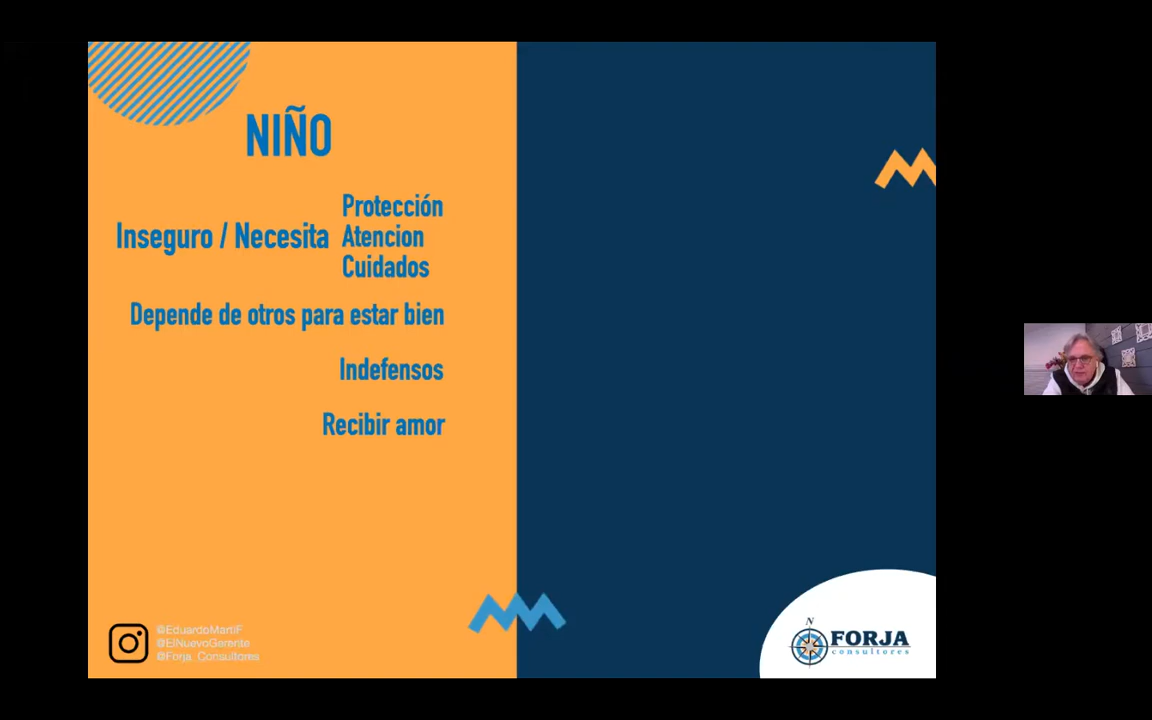 NIÑO
Protección
Inseguro / Necesita Atencion
Cuidados
Depende de otros para estar bien
Indefensos
Recibir amor
@EduardoMartiF
@ElNuevoGerente
@Forja_Consultores
N
FORJA
consultores